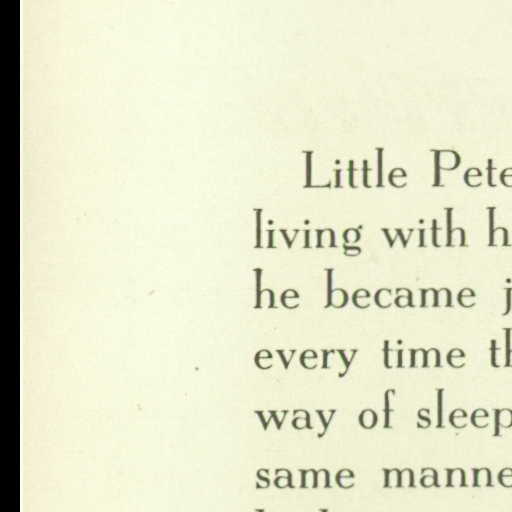 Little Pete
living with h
he became j
every time th
way of sleep
same manne